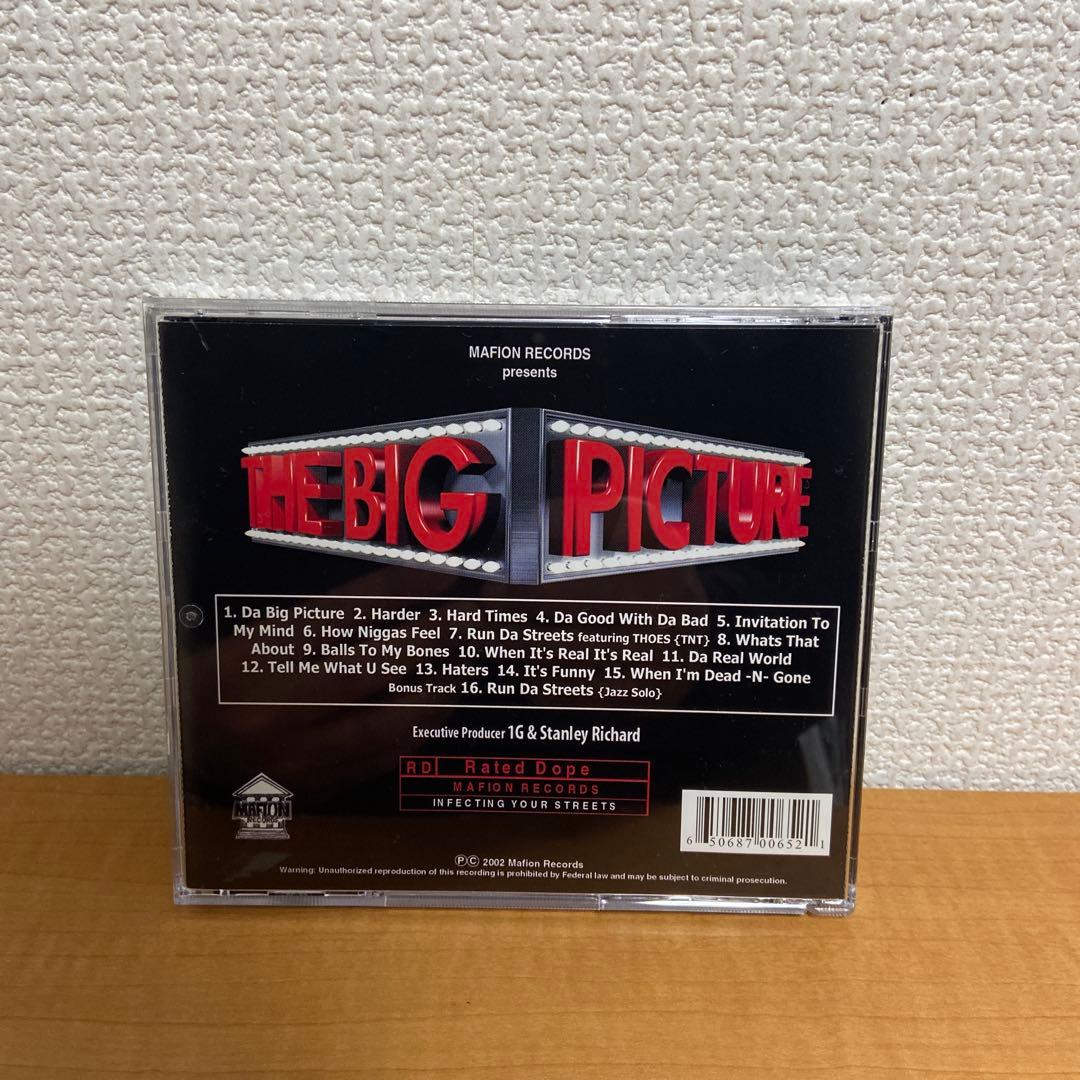 MAFION RECORDS
presents
THE BIG PICTURE
1. Da Big Picture 2. Harder 3. Hard Times 4. Da Good With Da Bad 5. Invitation To
My Mind 6. How Niggas Feel 7. Run Da Streets featuring THOES {TNT} 8. Whats That
About 9. Balls To My Bones 10. When It's Real It's Real 11. Da Real World
12. Tell Me What U See 13. Haters 14. It's Funny 15. When I'm Dead -N- Gone
Bonus Track 16. Run Da Streets {Jazz Solo}
Executive Producer 1G & Stanley Richard
RD Rated Dope
MAFION RECORDS
INFECTING YOUR STREETS
MAFION
RECORDS
6 50687 00652 1
ⓅⒸ 2002 Mafion Records
Warning: Unauthorized reproduction of this recording is prohibited by Federal law and may be subject to criminal prosecution.